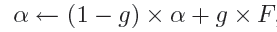 α ← (1 − g) × α + g × F,